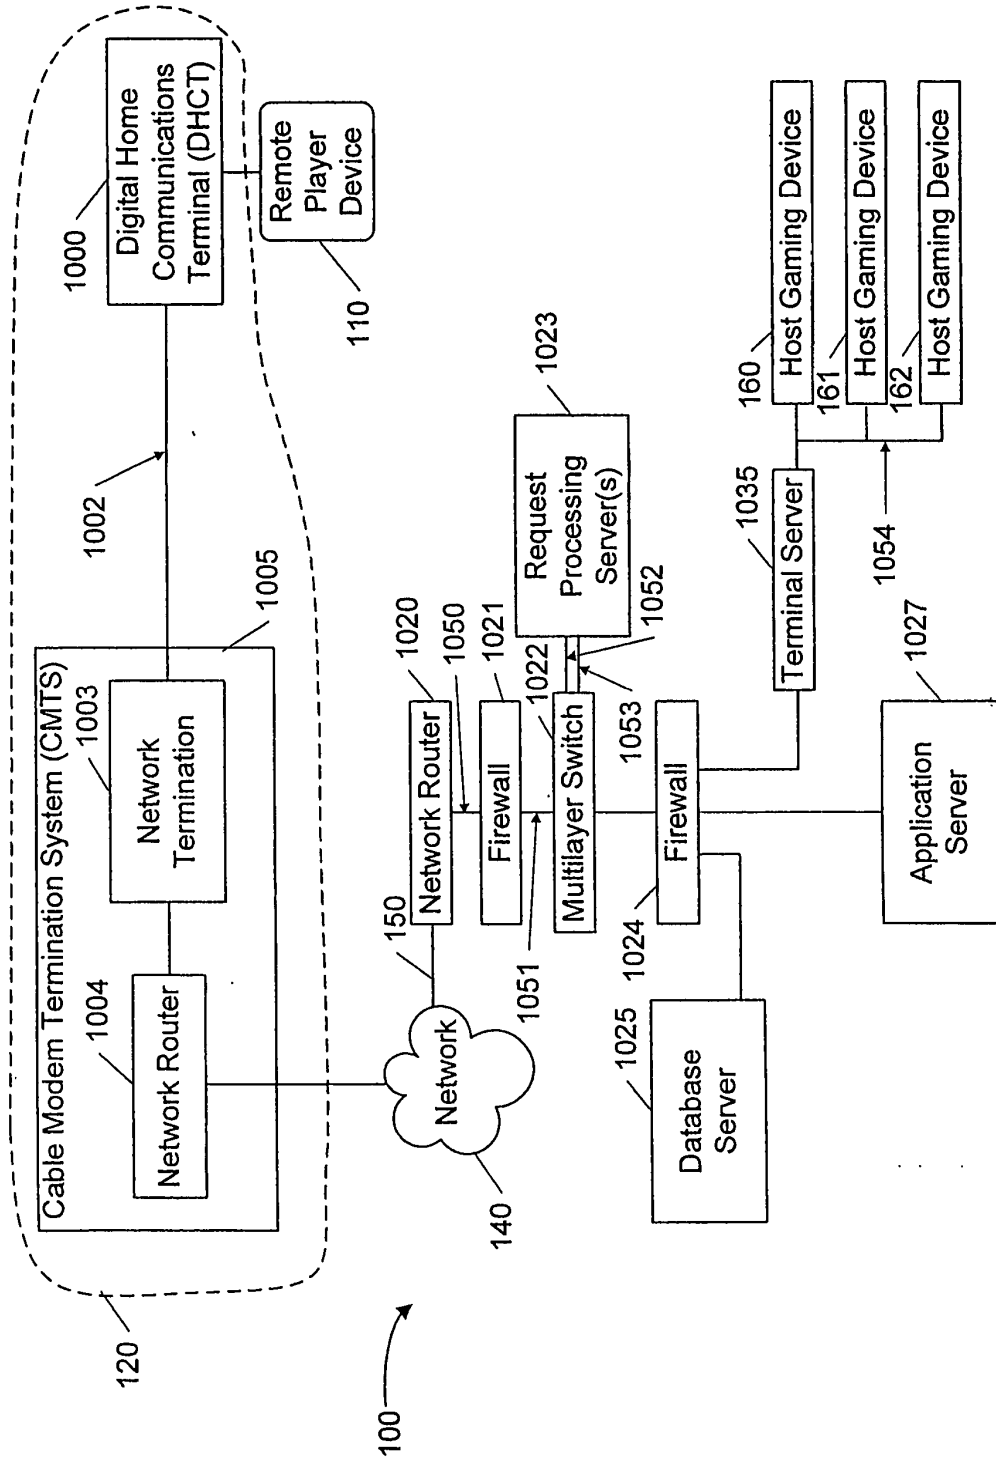 120
Cable Modem Termination System (CMTS)
1004
Network Router
1003
Network
Termination
1005
1002
1000
Digital Home
Communications
Terminal (DHCT)
Remote
Player
Device
110
100
140
Network
150
Network Router
1020
1050
Firewall
1021
1051
Multilayer Switch
1022
1053
1052
Request
Processing
Server(s)
1023
1024
Firewall
1025
Database
Server
Application
Server
1027
Terminal Server
1035
1054
160
Host Gaming Device
161
Host Gaming Device
162
Host Gaming Device